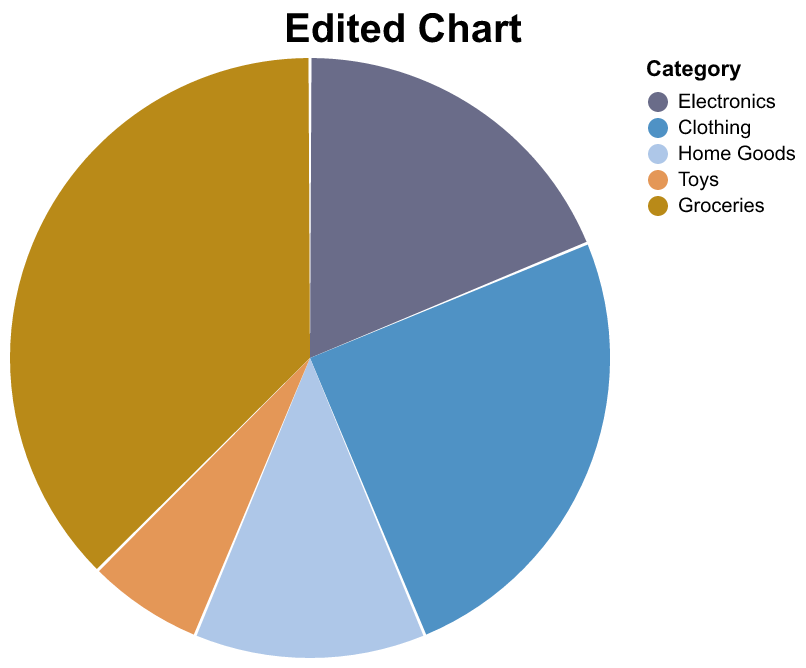 Edited Chart
Category
Electronics
Clothing
Home Goods
Toys
Groceries